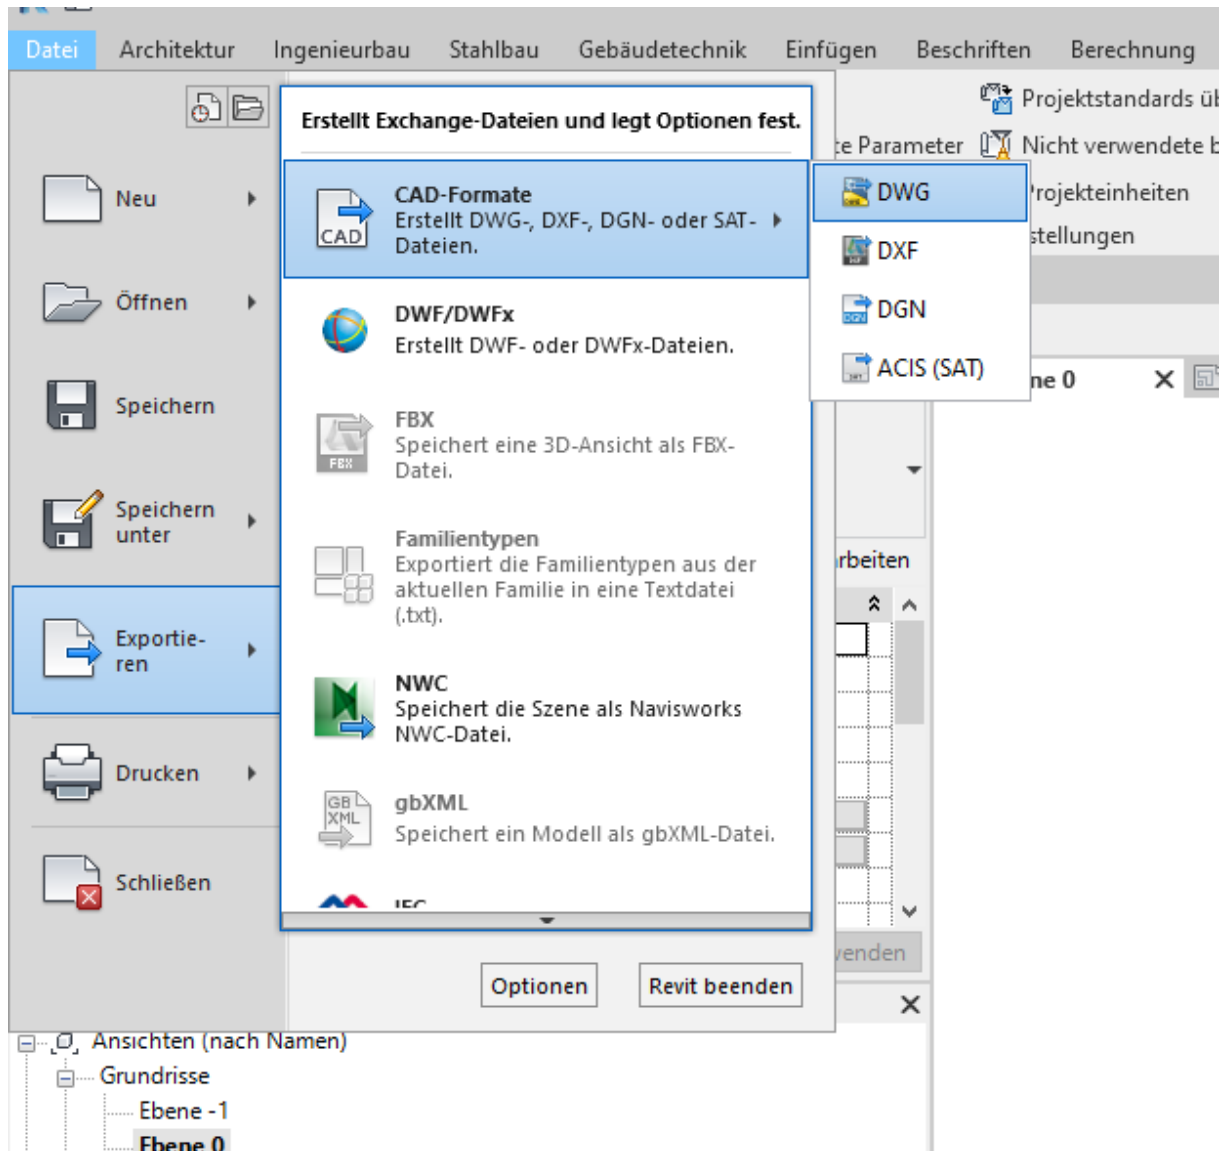 Datei Architektur Ingenieurbau Stahlbau Gebäudetechnik Einfügen Beschriften Berechnung
Projektstandards üb
te Parameter Nicht verwendete b
Projekteinheiten
stellungen
Erstellt Exchange-Dateien und legt Optionen fest.
Neu
Öffnen
Speichern
Speichern
unter
Exportie-
ren
Drucken
Schließen
CAD
CAD-Formate
Erstellt DWG-, DXF-, DGN- oder SAT-
Dateien.
DWF/DWFx
Erstellt DWF- oder DWFx-Dateien.
FBX
FBX
Speichert eine 3D-Ansicht als FBX-
Datei.
Familientypen
Exportiert die Familientypen aus der
aktuellen Familie in eine Textdatei
(.txt).
NWC
Speichert die Szene als Navisworks
NWC-Datei.
GB
XML
gbXML
Speichert ein Modell als gbXML-Datei.
IFC
DWG
DXF
DGN
DGN
ACIS (SAT)
ne 0
rbeiten
venden
Optionen Revit beenden
Ansichten (nach Namen)
Grundrisse
Ebene -1
Ebene 0